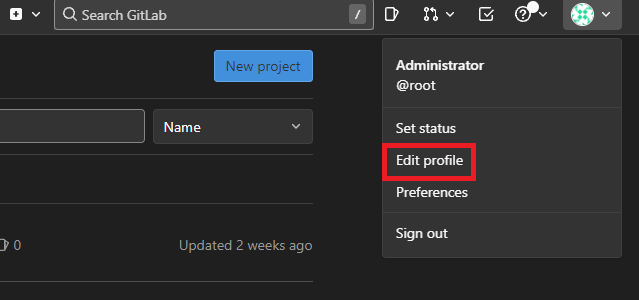 Search GitLab
/
New project
Administrator
@root
Name
Set status
Edit profile
Preferences
0
Updated 2 weeks ago
Sign out